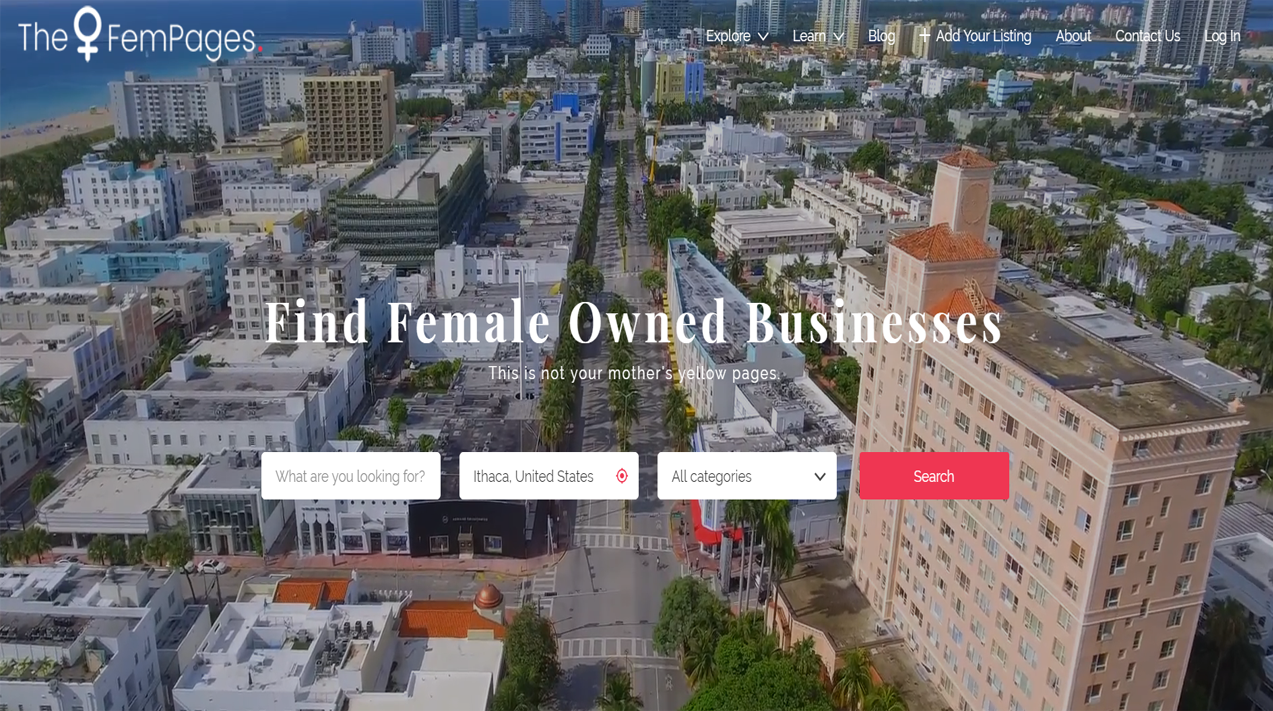 The FemPages.
Explore Learn Blog + Add Your Listing About Contact Us Log In
Find Female Owned Businesses
This is not your mother's yellow pages.
What are you looking for? Ithaca, United States All categories Search